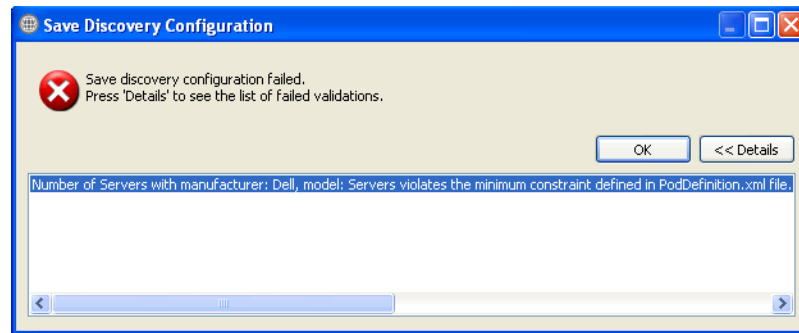 Save Discovery Configuration
Save discovery configuration failed.
Press 'Details' to see the list of failed validations.
OK
<< Details
Number of Servers with manufacturer: Dell, model: Servers violates the minimum constraint defined in PodDefinition.xml file.